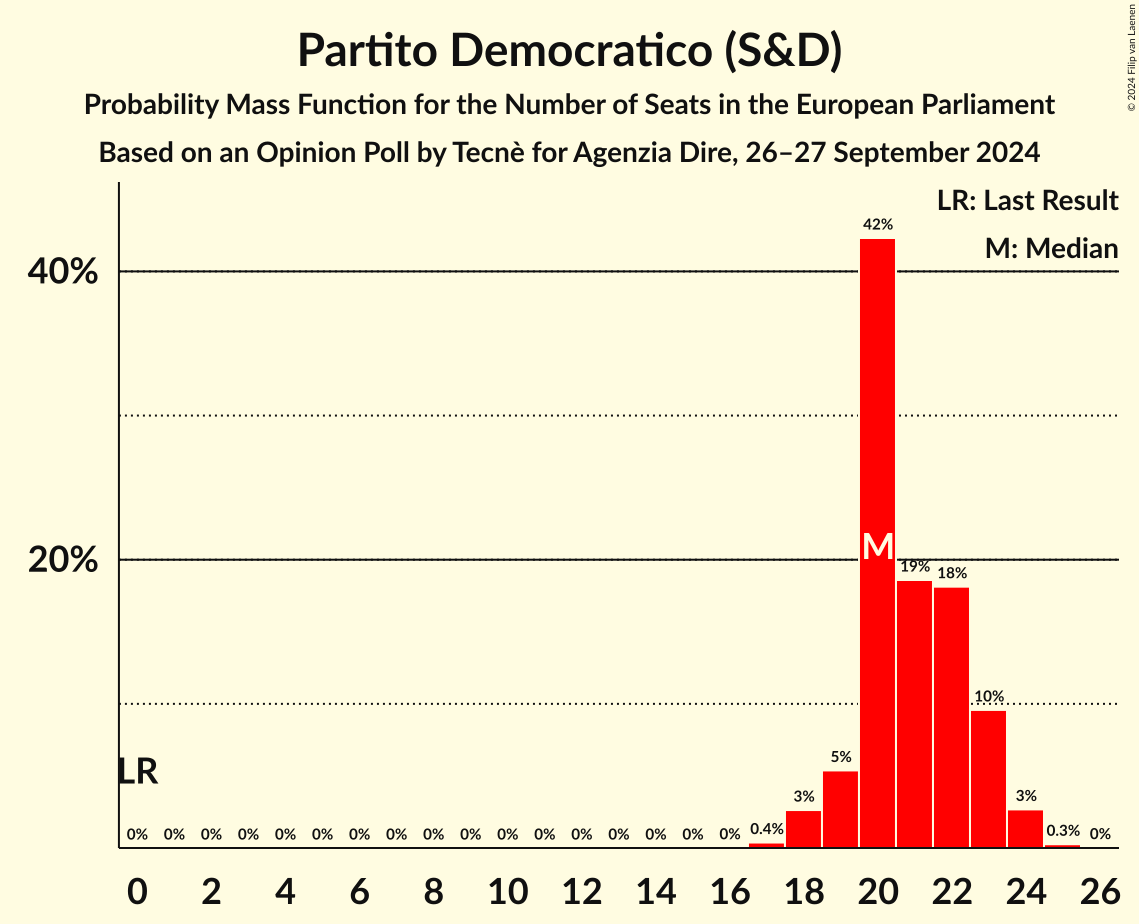 Partito Democratico (S&D)
Probability Mass Function for the Number of Seats in the European Parliament
Based on an Opinion Poll by Tecnè for Agenzia Dire, 26–27 September 2024
© 2024 Filip van Laenen
LR: Last Result
M: Median
42%
40%
M
20%
19% 18%
10%
LR
5%
3% 3%
0% 0% 0% 0% 0% 0% 0% 0% 0% 0% 0% 0% 0% 0% 0% 0% 0% 0.4% 0.3% 0%
0 2 4 6 8 10 12 14 16 18 20 22 24 26